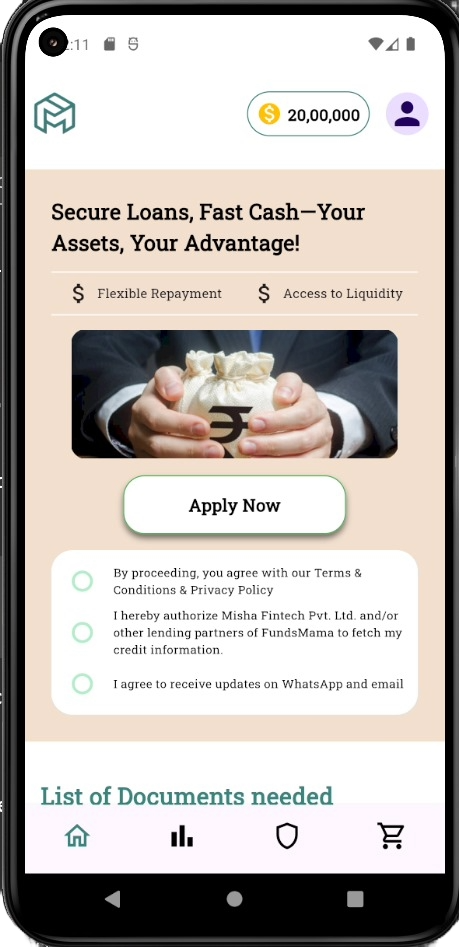 :11
20,00,000
Secure Loans, Fast Cash—Your
Assets, Your Advantage!
Flexible Repayment
Access to Liquidity
Apply Now
By proceeding, you agree with our Terms &
Conditions & Privacy Policy
I hereby authorize Misha Fintech Pvt. Ltd. and/or
other lending partners of FundsMama to fetch my
credit information.
I agree to receive updates on WhatsApp and email
List of Documents needed